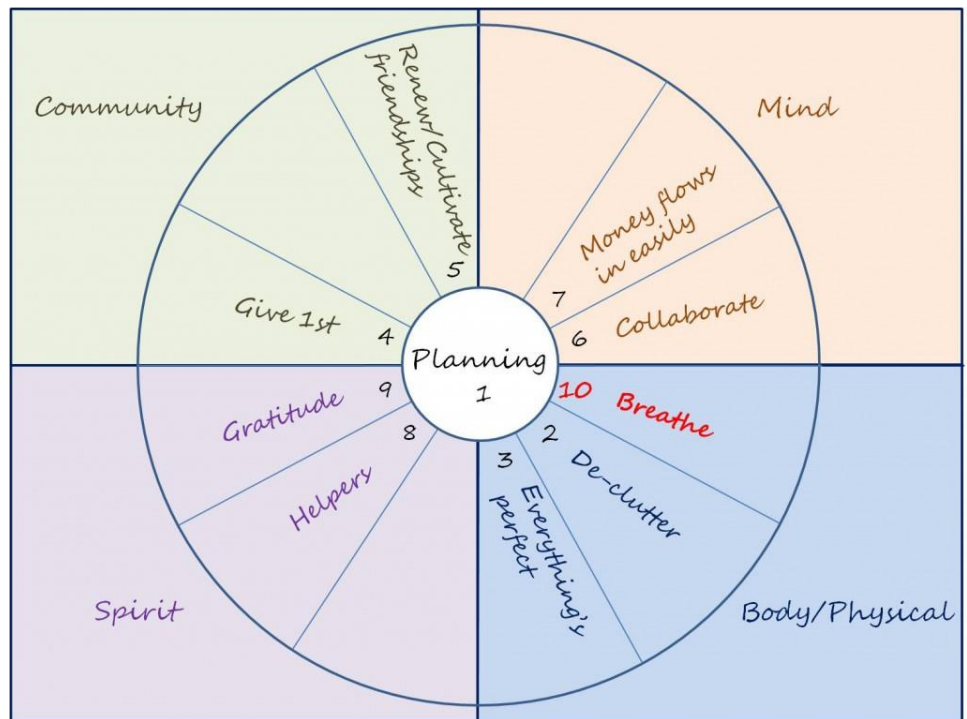 Community
Renew/Cultivate
friendships
5
Give 1st
4
Mind
Money flows
in easily
7
Collaborate
6
Planning
1
Gratitude
9
Helpers
8
Spirit
10
Breathe
2
De-clutter
3
Everything's
perfect
Body/Physical